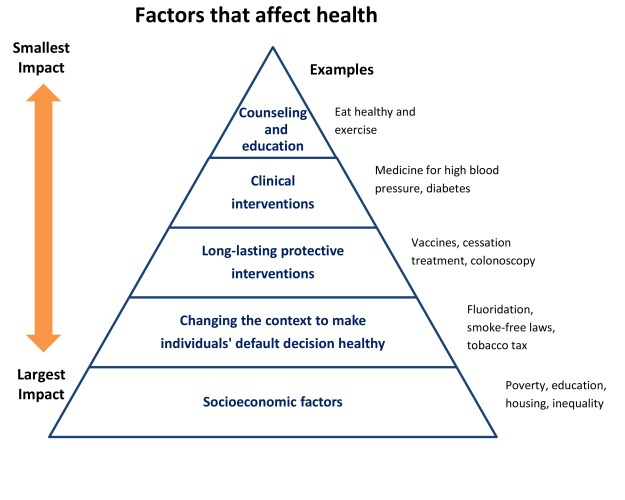 Factors that affect health
Smallest
Impact
Examples
Counseling
and
education
Eat healthy and
exercise
Clinical
interventions
Medicine for high blood
pressure, diabetes
Long-lasting protective
interventions
Vaccines, cessation
treatment, colonoscopy
Changing the context to make
individuals' default decision healthy
Fluoridation,
smoke-free laws,
tobacco tax
Largest
Impact
Socioeconomic factors
Poverty, education,
housing, inequality